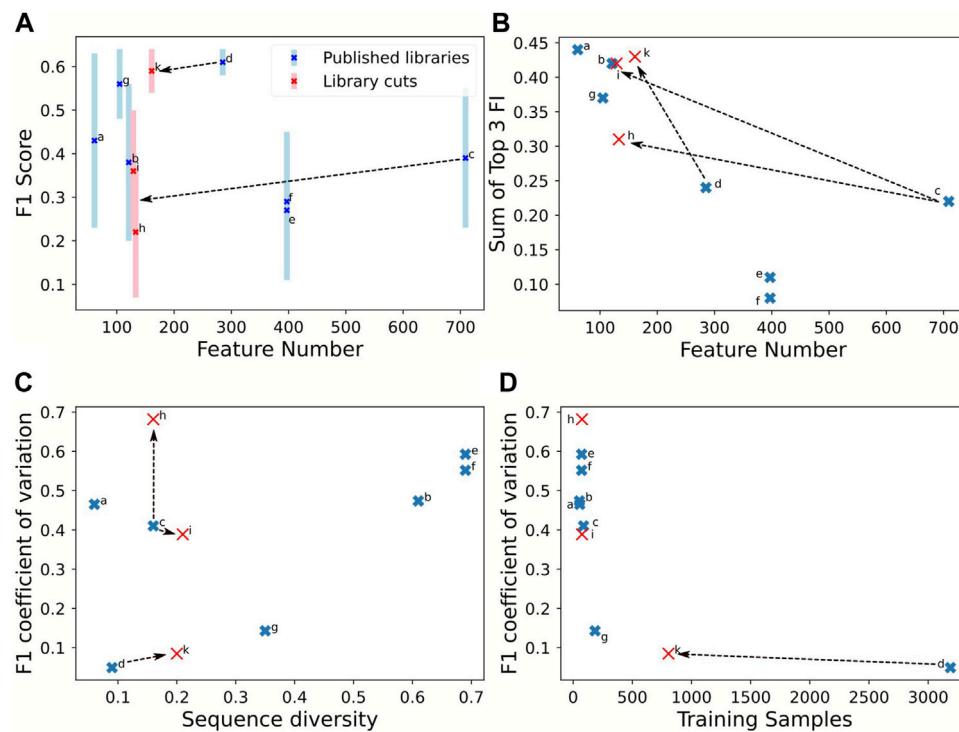 A
F1 Score
0.6
0.5
0.4
0.3
0.2
0.1
100 200 300 400 500 600 700
Feature Number
Published libraries
Library cuts
a
g
k
d
b
i
h
f
e
c
B
Sum of Top 3 FI
0.45
0.40
0.35
0.30
0.25
0.20
0.15
0.10
100 200 300 400 500 600 700
Feature Number
a
b
k
i
g
h
d
c
e
f
C
F1 coefficient of variation
0.7
0.6
0.5
0.4
0.3
0.2
0.1
0.1 0.2 0.3 0.4 0.5 0.6 0.7
Sequence diversity
h
e
f
a
b
c
i
g
d
k
D
F1 coefficient of variation
0.7
0.6
0.5
0.4
0.3
0.2
0.1
0 500 1000 1500 2000 2500 3000
Training Samples
h
e
f
b
a
c
i
g
k
d